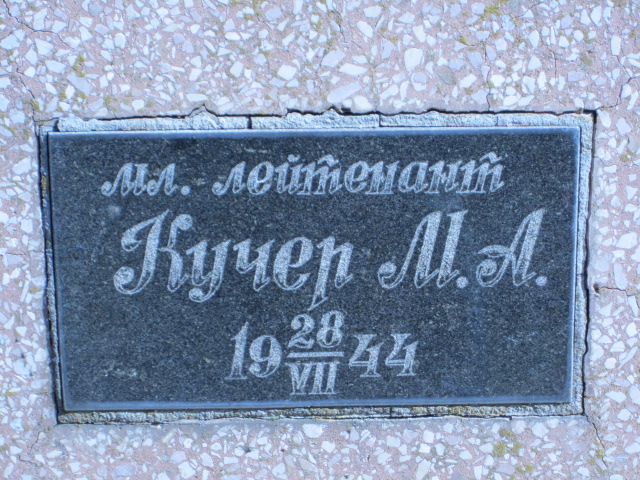 мл. лейтенант
Кучер М.А.
19 28/VII 44